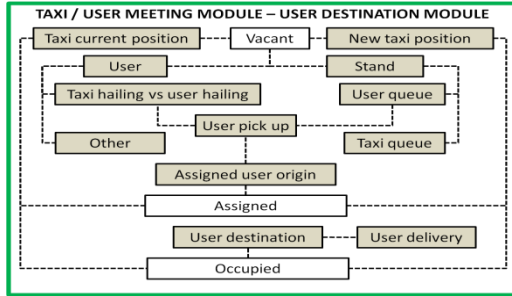 TAXI / USER MEETING MODULE – USER DESTINATION MODULE
Taxi current position
Vacant
New taxi position
User
Stand
Taxi hailing vs user hailing
User queue
User pick up
Other
Taxi queue
Assigned user origin
Assigned
User destination
User delivery
Occupied